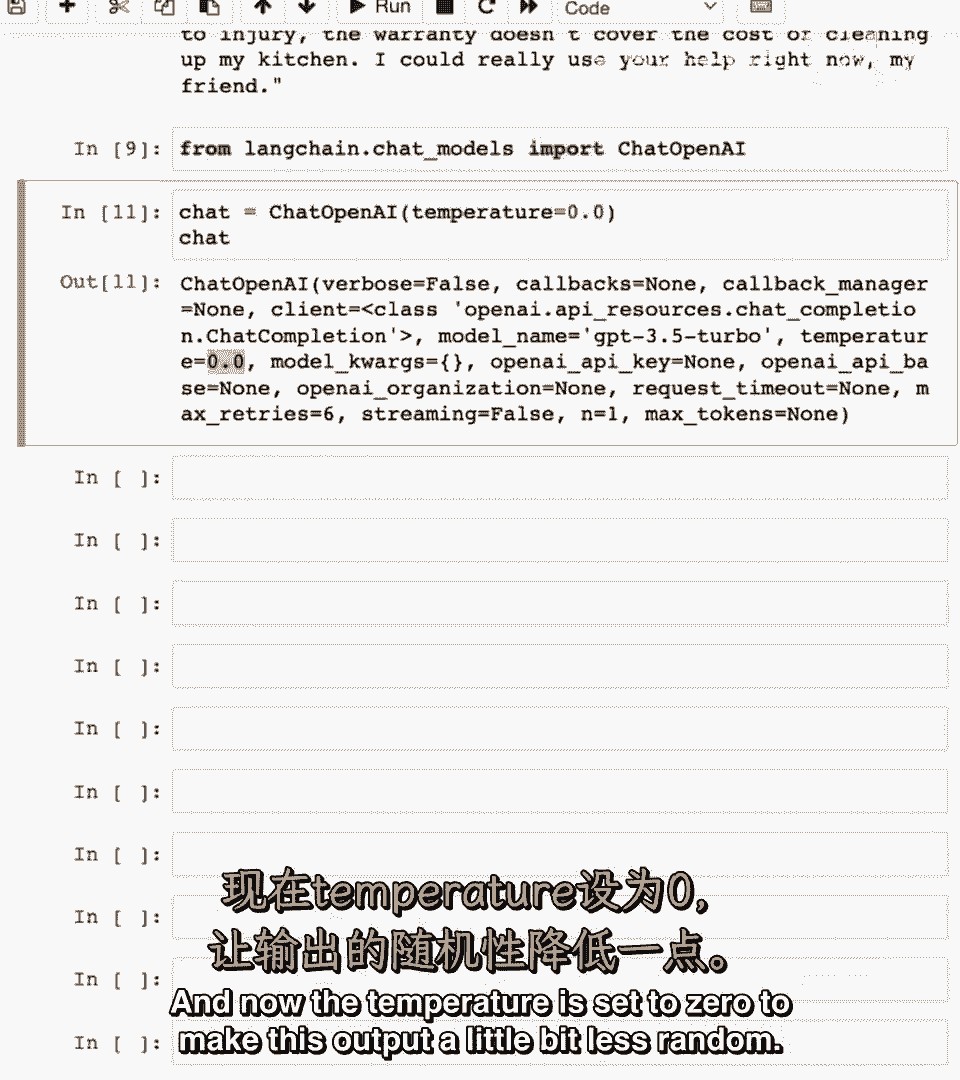 Run
Code
to injury, the warranty doesn't cover the cost of cleaning
up my kitchen. I could really use your help right now, my
friend."
In [9]: from langchain.chat_models import ChatOpenAI
In [11]: chat = ChatOpenAI(temperature=0.0)
chat
Out[11]: ChatOpenAI(verbose=False, callbacks=None, callback_manager
=None, client=<class 'openai.api_resources.chat_completio
n.ChatCompletion'>, model_name='gpt-3.5-turbo', temperatur
e=0.0, model_kwargs={}, openai_api_key=None, openai_api_ba
se=None, openai_organization=None, request_timeout=None, m
ax_retries=6, streaming=False, n=1, max_tokens=None)
In [ ]:
In [ ]:
In [ ]:
In [ ]:
In [ ]:
In [ ]:
In [ ]:
In [ ]:
In [ ]:
In [ ]:
现在temperature设为0,
让输出的随机性降低一点。
And now the temperature is set to zero to
make this output a little bit less random.